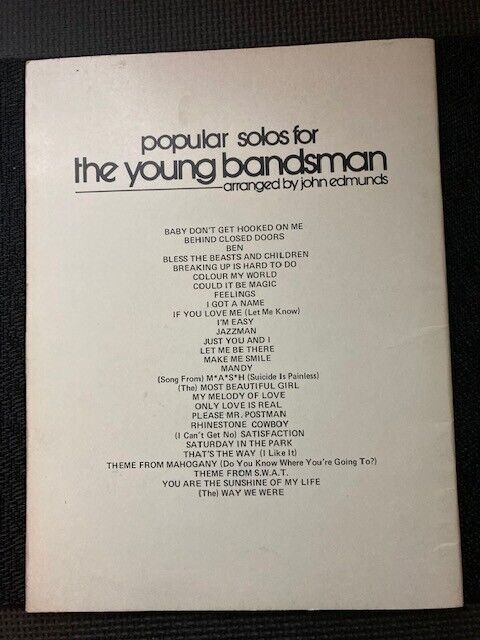 popular solos for
the young bandsman
arranged by john edmunds
BABY DON'T GET HOOKED ON ME
BEHIND CLOSED DOORS
BEN
BLESS THE BEASTS AND CHILDREN
BREAKING UP IS HARD TO DO
COLOUR MY WORLD
COULD IT BE MAGIC
FEELINGS
I GOT A NAME
IF YOU LOVE ME (Let Me Know)
I'M EASY
JAZZMAN
JUST YOU AND I
LET ME BE THERE
MAKE ME SMILE
MANDY
(Song From) M*A*S*H (Suicide Is Painless)
(The) MOST BEAUTIFUL GIRL
MY MELODY OF LOVE
ONLY LOVE IS REAL
PLEASE MR. POSTMAN
RHINESTONE COWBOY
(I Can't Get No) SATISFACTION
SATURDAY IN THE PARK
THAT'S THE WAY (I Like It)
THEME FROM MAHOGANY (Do You Know Where You're Going To?)
THEME FROM S.W.A.T.
YOU ARE THE SUNSHINE OF MY LIFE
(The) WAY WE WERE